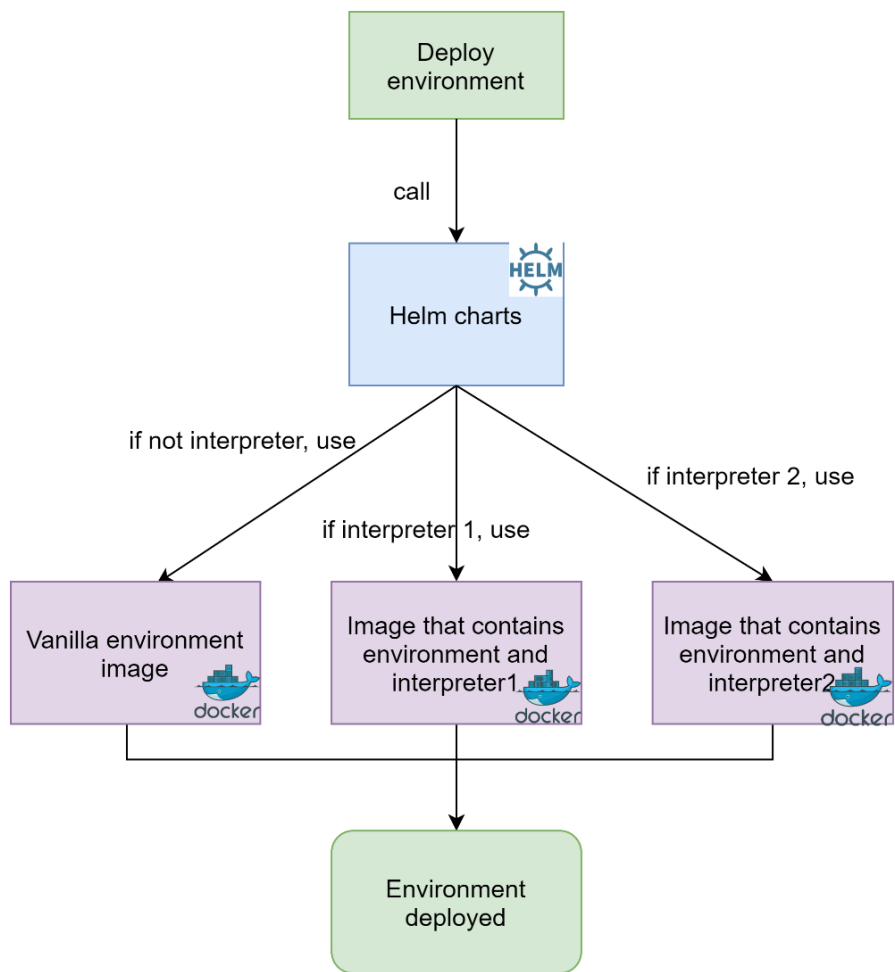 Deploy
environment
call
HELM
Helm charts
if not interpreter, use
if interpreter 2, use
if interpreter 1, use
Vanilla environment
image
docker
Image that contains
environment and
interpreter1
docker
Image that contains
environment and
interpreter2
docker
Environment
deployed